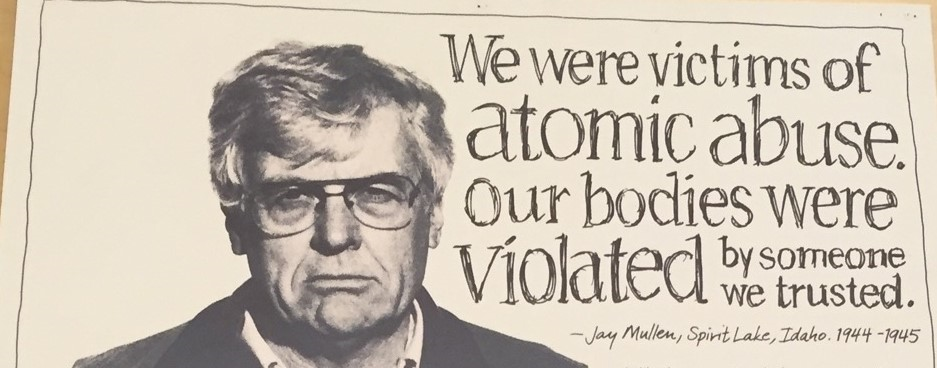 We were victims of
atomic abuse.
Our bodies were
violated by someone
we trusted.
– Jay Mullen, Spirit Lake, Idaho. 1944 - 1945